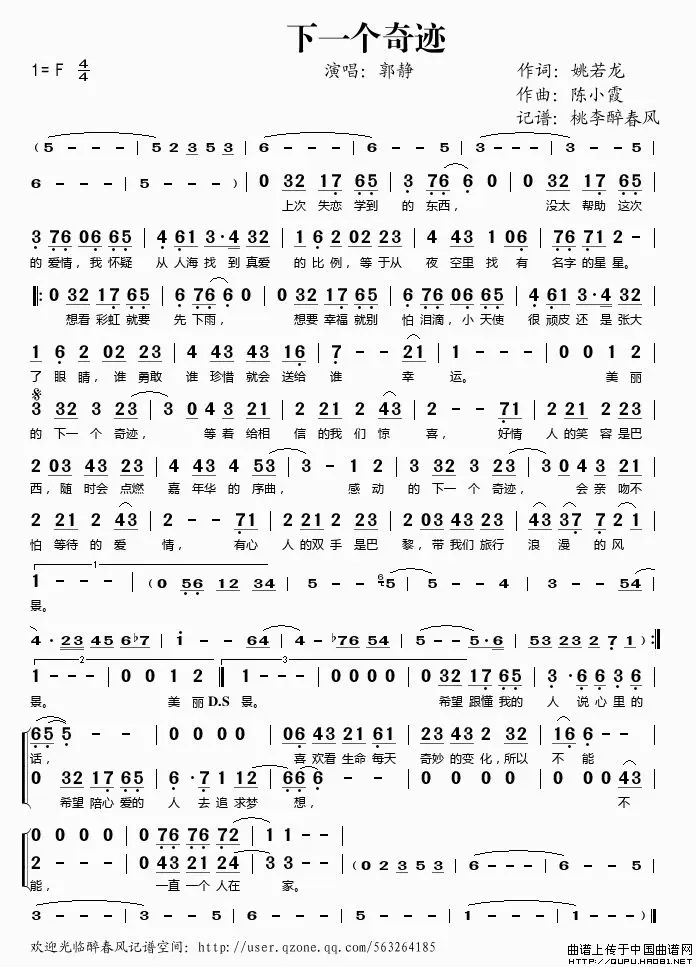 下一个奇迹
1= F 4/4 演唱：郭静 作词：姚若龙
作曲：陈小霞
记谱：桃李醉春风
( 5 - - - | 5 2 3 5 3 | 6 - - - | 6 - - 5 | 3 - - - | 3 - - 5 |
6 - - - | 5 - - - ) | 0 32 17 65 | 3 76 6 0 | 0 32 17 65 |
上次 失恋 学到 的 东西， 没太 帮助 这次
3 76 06 65 | 4 61 3·4 32 | 1 62 04 23 | 4 43 1 06 | 76 71 2 - |
的 爱情，我 怀疑 从 人海 找 到 真爱 的 比例，等 于从 夜 空里 找 有 名字 的星 星。
‖: 0 32 17 65 | 6 76 6 0 | 0 32 17 65 | 6 76 06 65 | 4 61 3·4 32 |
想看 彩虹 就要 先 下雨， 想要 幸福 就别 怕 泪滴，小 天使 很 顽皮 还 是 张大
1 6 2 02 23 | 4 43 23 16 | 7 - - 21 | 1 - - - | 0 0 1 2 |
了 眼 睛，谁 勇敢 谁 珍惜 就会 送给 谁 幸 运。 美 丽
3 32 3 23 | 3 04 3 21 | 1 21 2 43 | 2 - - 71 | 2 21 2 23 |
的 下一 个 奇迹， 等 着 给相 信 的我 们 惊 喜， 好情 人 的笑 容 是巴
2 03 43 23 | 4 43 4 53 | 3 - 1 2 | 3 32 3 23 | 3 04 3 21 |
西，随 时会 点燃 嘉 年华 的 序曲， 感 动 的 下一 个 奇迹， 会 亲 吻不
1 21 2 43 | 2 - - 71 | 2 21 2 23 | 2 03 43 23 | 43 37 7 21 |
怕 等待 的 爱 情， 有心 人 的双 手 是巴 黎，带 我们 旅行 浪 漫 的 风
1
1 - - - | (0 56 12 34 | 5 - - 5 | 5 - - 4 | 3 - - 54 |
景。
4·23 45 6♭7 | i - - 64 | 4 - ♭76 54 | 5 - - 5·6 | 53 23 2 7 1) :‖
2 3
1 - - - | 0 0 1 2 ‖ 1 - - - | 0 0 0 0 | 0 32 17 65 | 3·6 6 3 6 |
景。 美 丽 D.S 景。 希望 跟懂 我的 人 说 心 里 的
65 5 - - | 0 0 0 0 | 06 43 21 61 | 23 43 2 32 | 16 6 - - |
话， 喜 欢看 生命 每天 奇妙 的变 化，所以 不 能
0 32 17 65 | 6·7 1 12 | 66 6 - - | 0 0 0 0 | 0 0 0 43 |
希望 陪心 爱的 人 去 追 求梦 想， 不
0 0 0 0 | 0 76 76 72 | 1 1 - - |
2 - - - | 0 43 21 24 | 3 3 - - | (0 2 3 5 3 | 6 - - - | 6 - - 5 |
能， 一直 一个 人在 家。
3 - - - | 3 - - 5 | 6 - - - | 6 - - 5 | 3 - - - | 3 - - - ) ‖
欢迎光临醉春风记谱空间：http://user.qzone.qq.com/563264185
曲谱上传于中国曲谱网
HTTP://QUPU.HAO81.NET